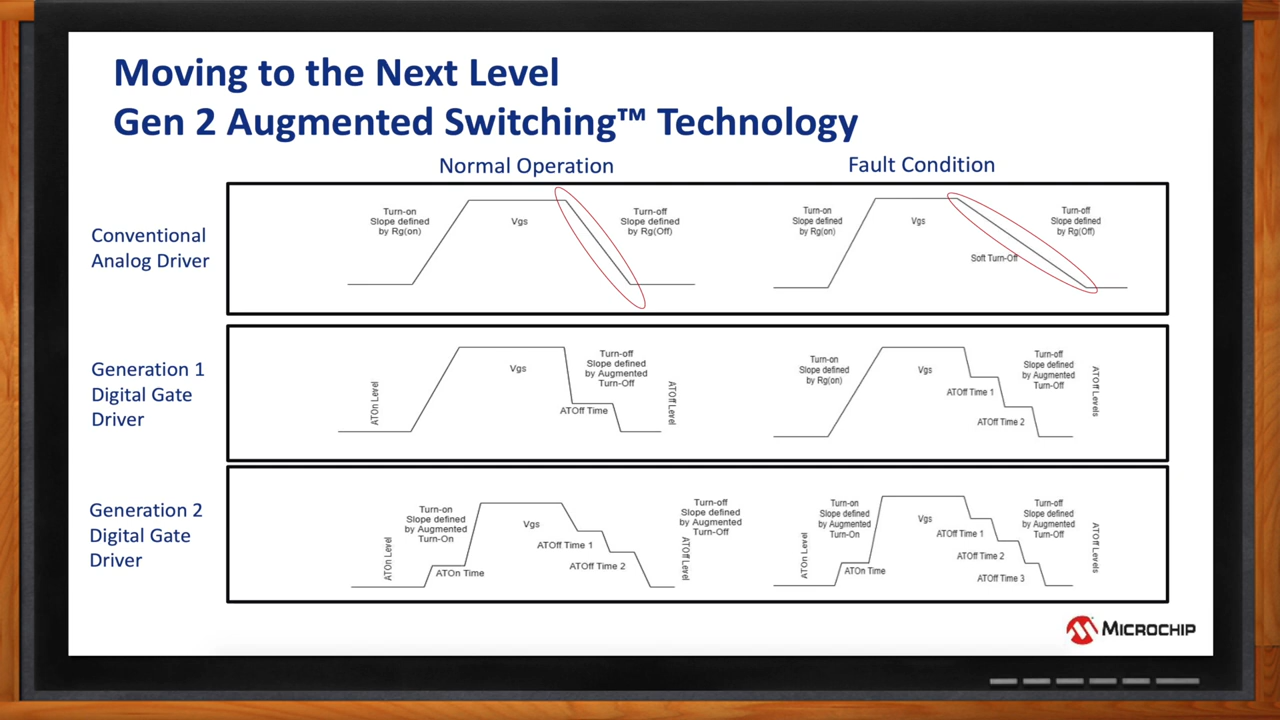 Moving to the Next Level
Gen 2 Augmented Switching™ Technology
Normal Operation
Fault Condition
Conventional
Analog Driver
Turn-on
Slope defined
by Rg(on)
Vgs
Turn-off
Slope defined
by Rg(Off)
Turn-on
Slope defined
by Rg(on)
Vgs
Soft Turn-Off
Turn-off
Slope defined
by Rg(Off)
Generation 1
Digital Gate
Driver
ATOn Level
Vgs
Turn-off
Slope defined
by Augmented
Turn-Off
ATOff Time
ATOff Level
Turn-on
Slope defined
by Rg(on)
Vgs
ATOff Time 1
ATOff Time 2
Turn-off
Slope defined
by Augmented
Turn-Off
ATOff Levels
Generation 2
Digital Gate
Driver
ATOn Level
Turn-on
Slope defined
by Augmented
Turn-On
ATOn Time
Vgs
ATOff Time 1
ATOff Time 2
Turn-off
Slope defined
by Augmented
Turn-Off
ATOff Level
ATOn Level
Turn-on
Slope defined
by Augmented
Turn-On
ATOn Time
Vgs
ATOff Time 1
ATOff Time 2
ATOff Time 3
Turn-off
Slope defined
by Augmented
Turn-Off
ATOff Levels
MICROCHIP